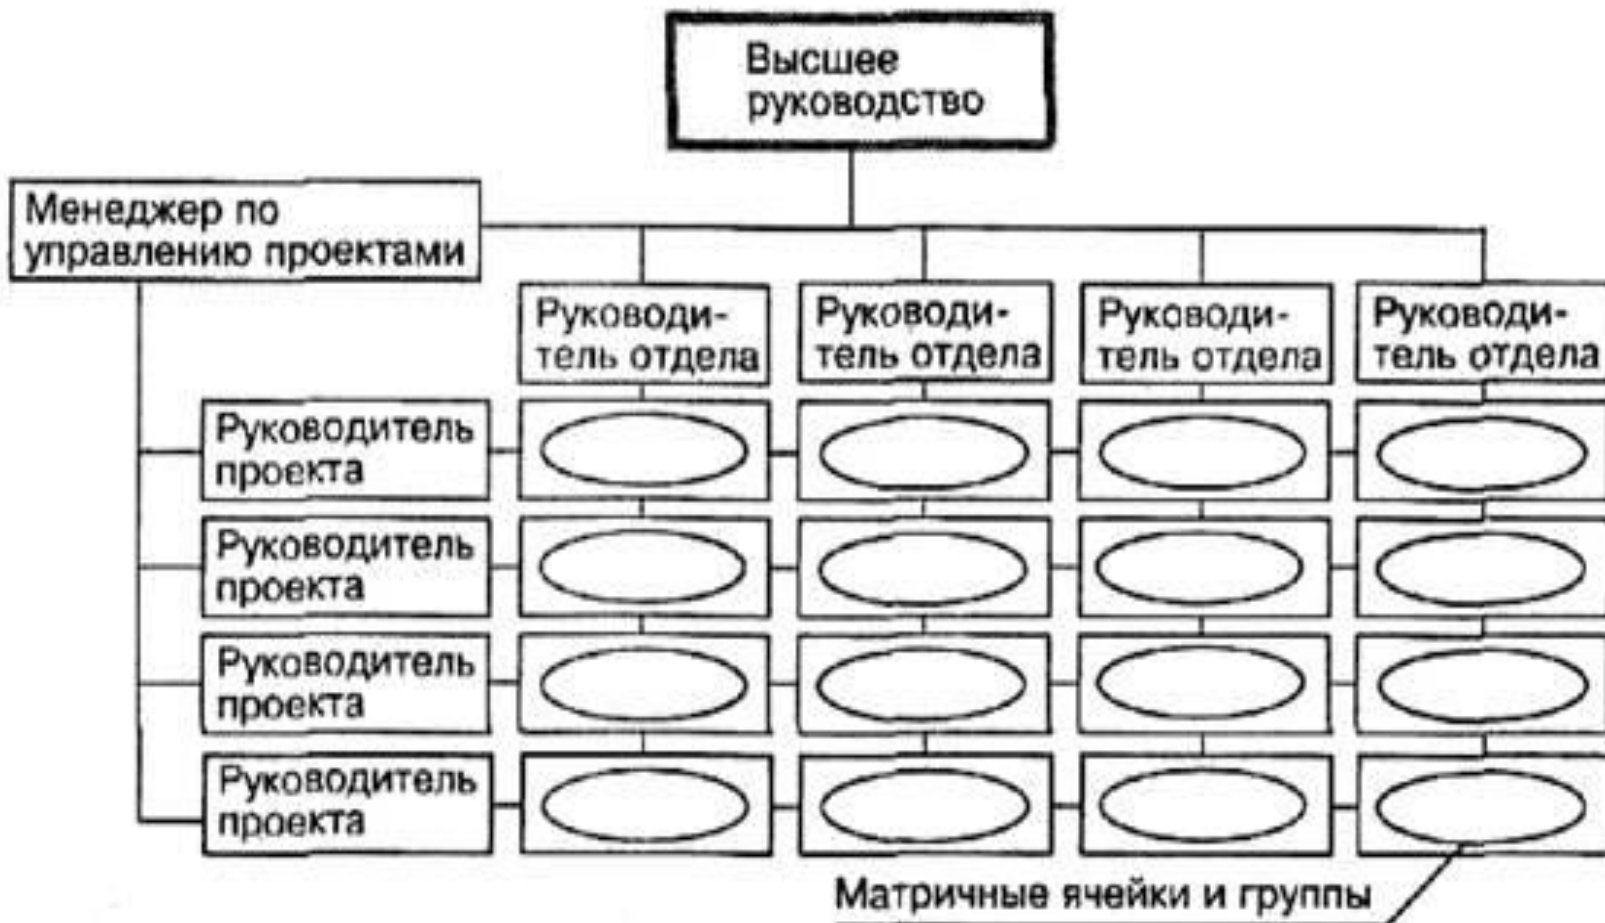 Высшее
руководство
Менеджер по
управлению проектами
Руководи-
тель отдела
Руководи-
тель отдела
Руководи-
тель отдела
Руководи-
тель отдела
Руководитель
проекта
Руководитель
проекта
Руководитель
проекта
Руководитель
проекта
Матричные ячейки и группы